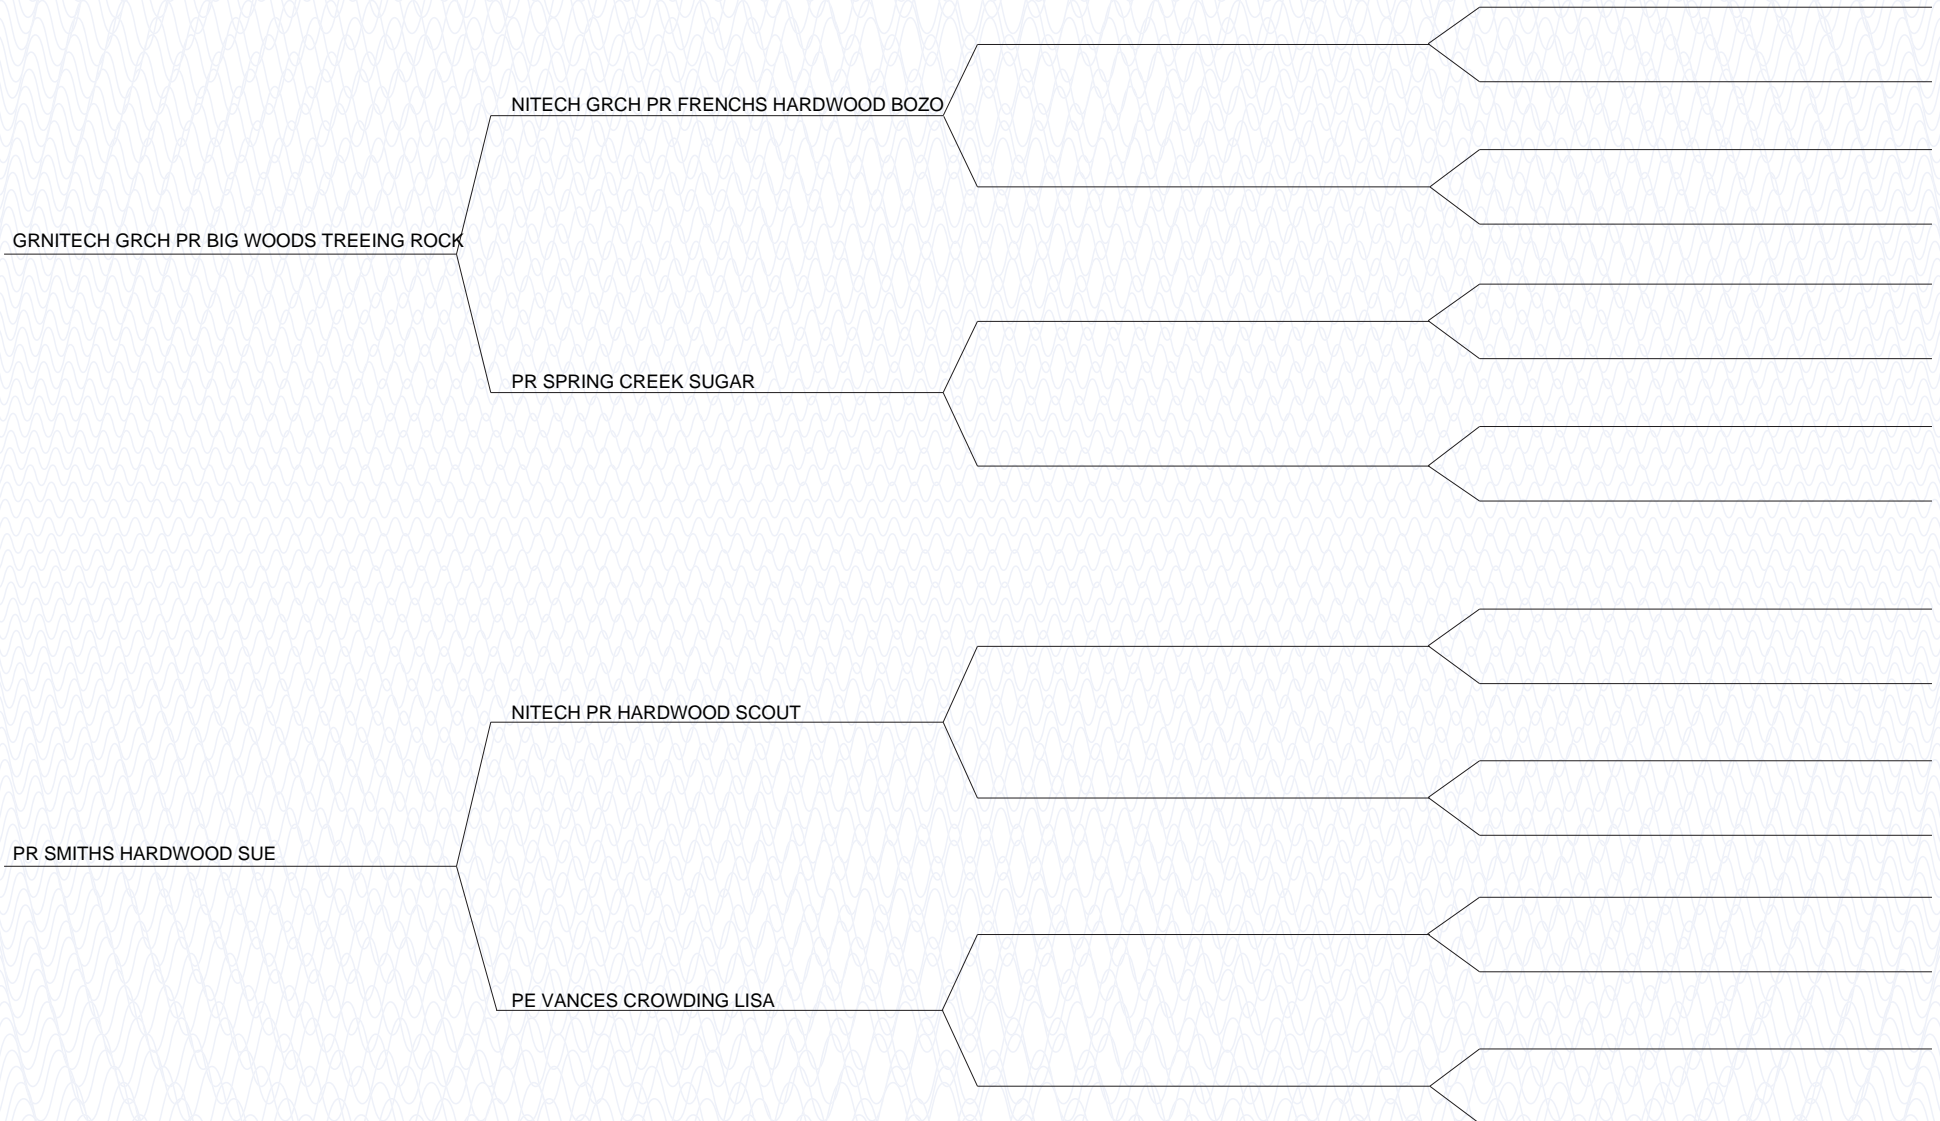 NITECH GRCH PR FRENCHS HARDWOOD BOZO
GRNITECH GRCH PR BIG WOODS TREEING ROCK
PR SPRING CREEK SUGAR
NITECH PR HARDWOOD SCOUT
PR SMITHS HARDWOOD SUE
PE VANCES CROWDING LISA